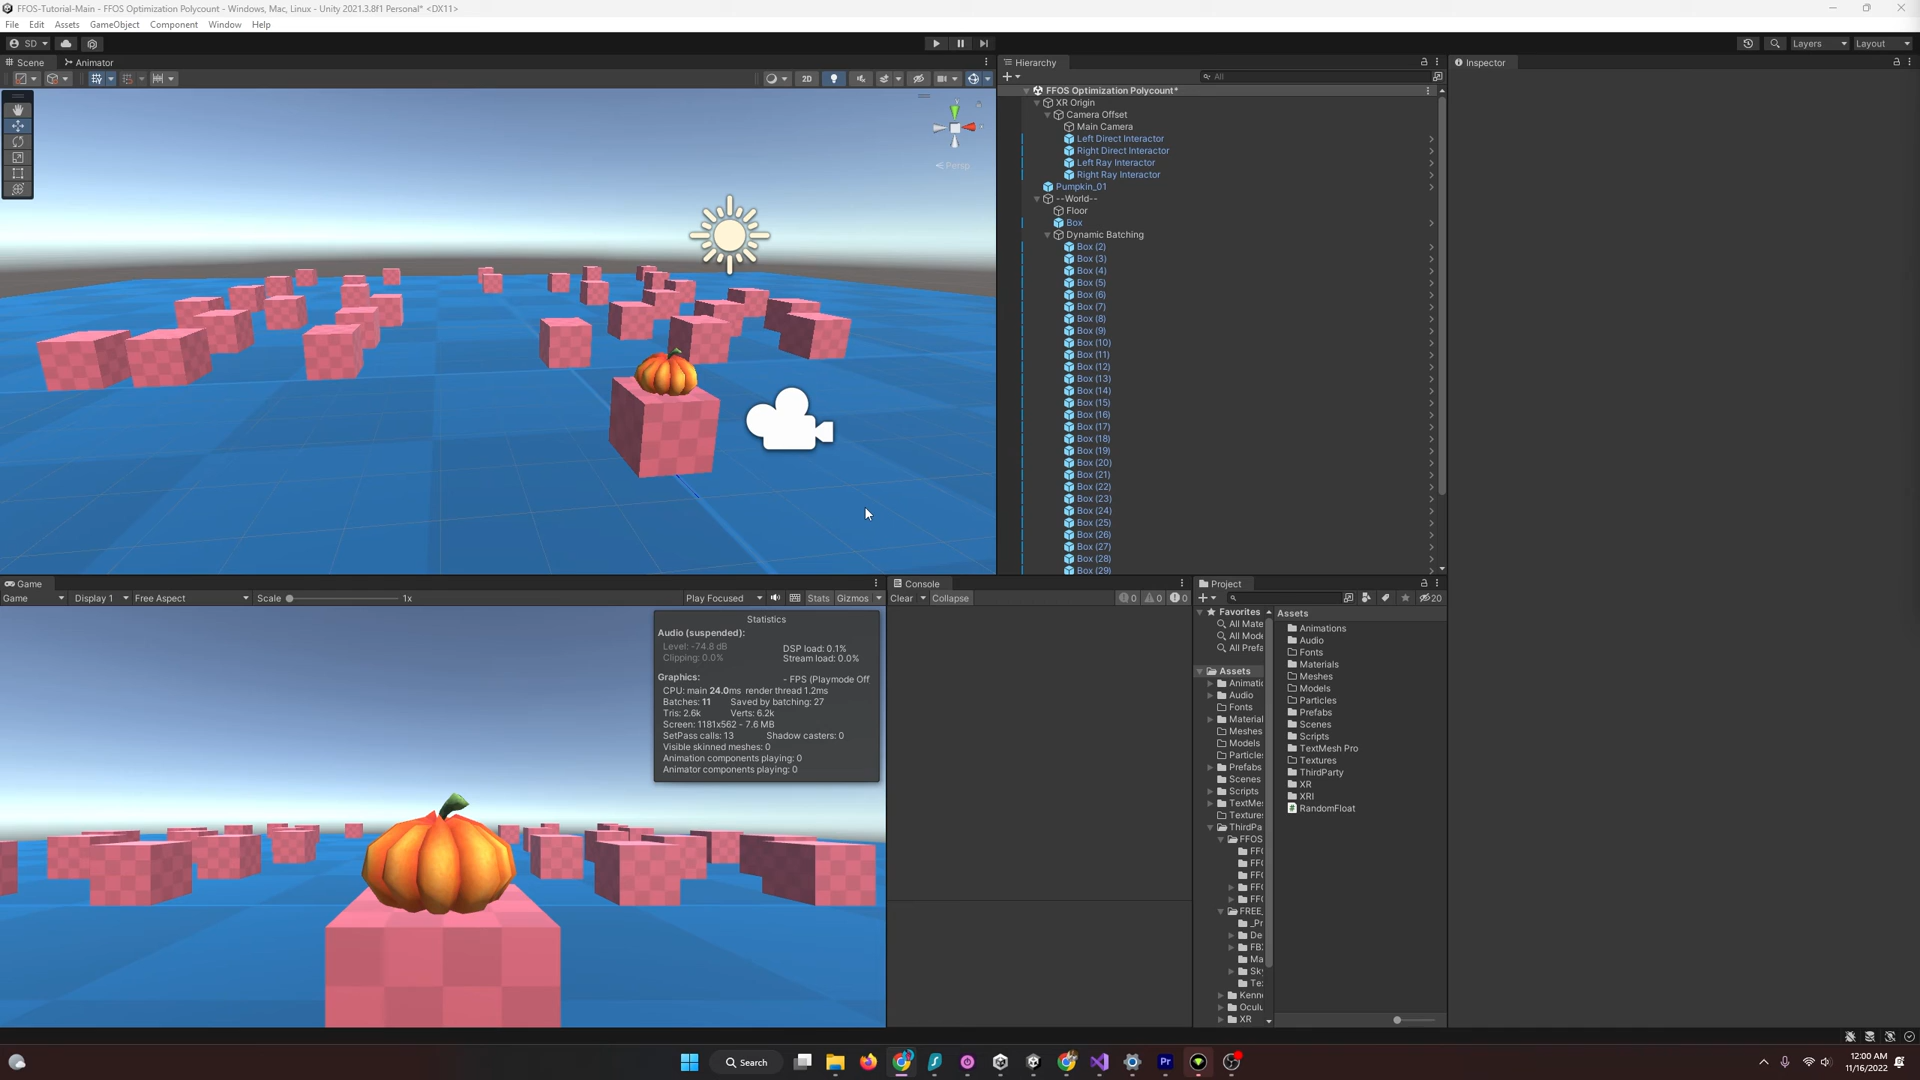 FFOS-Tutorial-Main - FFOS Optimization Polycount - Windows, Mac, Linux - Unity 2021.3.8f1 Personal* <DX11>
File Edit Assets GameObject Component Window Help
SD Layers Layout
Scene Animator
2D
Persp
Hierarchy
All
FFOS Optimization Polycount*
XR Origin
Camera Offset
Main Camera
Left Direct Interactor
Right Direct Interactor
Left Ray Interactor
Right Ray Interactor
Pumpkin_01
--World--
Floor
Box
Dynamic Batching
Box (2)
Box (3)
Box (4)
Box (5)
Box (6)
Box (7)
Box (8)
Box (9)
Box (10)
Box (11)
Box (12)
Box (13)
Box (14)
Box (15)
Box (16)
Box (17)
Box (18)
Box (19)
Box (20)
Box (21)
Box (22)
Box (23)
Box (24)
Box (25)
Box (26)
Box (27)
Box (28)
Box (29)
Inspector
Game
Game Display 1 Free Aspect Scale 1x Play Focused Stats Gizmos
Statistics
Audio (suspended):
Level: -74.8 dB DSP load: 0.1%
Clipping: 0.0% Stream load: 0.0%
Graphics: - FPS (Playmode Off
CPU: main 24.0ms render thread 1.2ms
Batches: 11 Saved by batching: 27
Tris: 2.6k Verts: 6.2k
Screen: 1181x562 - 7.6 MB
SetPass calls: 13 Shadow casters: 0
Visible skinned meshes: 0
Animation components playing: 0
Animator components playing: 0
Console
Clear Collapse 0 0 0
Project
20
Favorites
All Mate
All Mode
All Prefa
Assets
Animatio
Audio
Fonts
Material
Meshes
Models
Particles
Prefabs
Scenes
Scripts
TextMes
Textures
ThirdPa
FFOS
FFC
FFC
FFC
FFC
FFC
FREE_
_Pr
De
FB
Ma
Sky
Te
Kenn
Ocul
XR
Assets
Animations
Audio
Fonts
Materials
Meshes
Models
Particles
Prefabs
Scenes
Scripts
TextMesh Pro
Textures
ThirdParty
XR
XRI
RandomFloat
Search
Pr
12:00 AM
11/16/2022